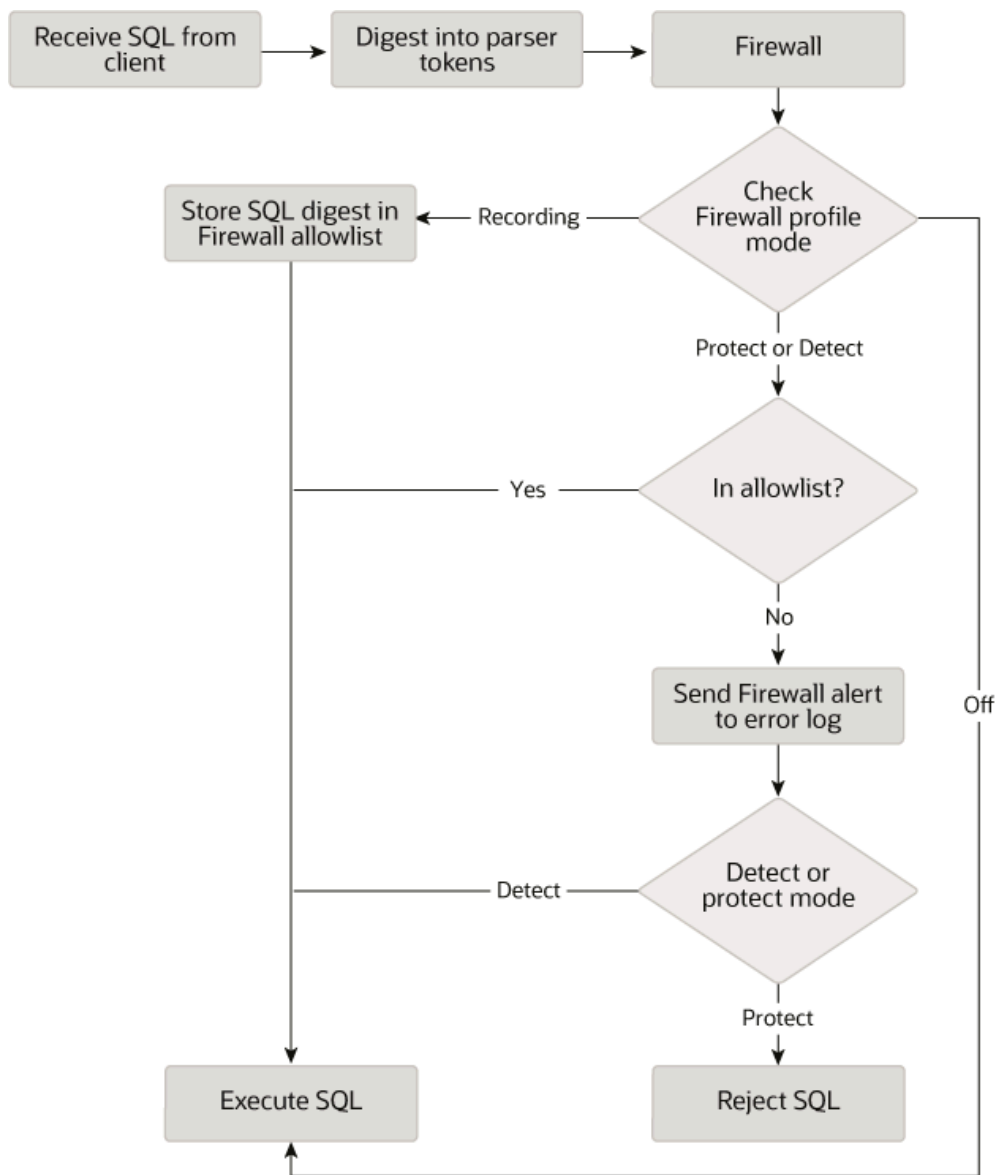 Receive SQL from
client
Digest into parser
tokens
Firewall
Check
Firewall profile
mode
Recording
Store SQL digest in
Firewall allowlist
Protect or Detect
In allowlist?
Yes
No
Send Firewall alert
to error log
Off
Detect or
protect mode
Detect
Protect
Execute SQL
Reject SQL